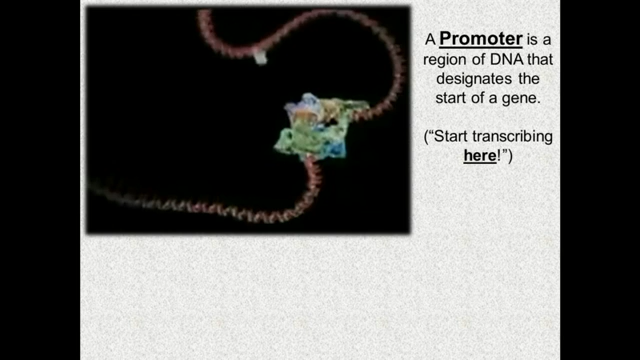 A Promoter is a
region of DNA that
designates the
start of a gene.
(“Start transcribing
here!”)